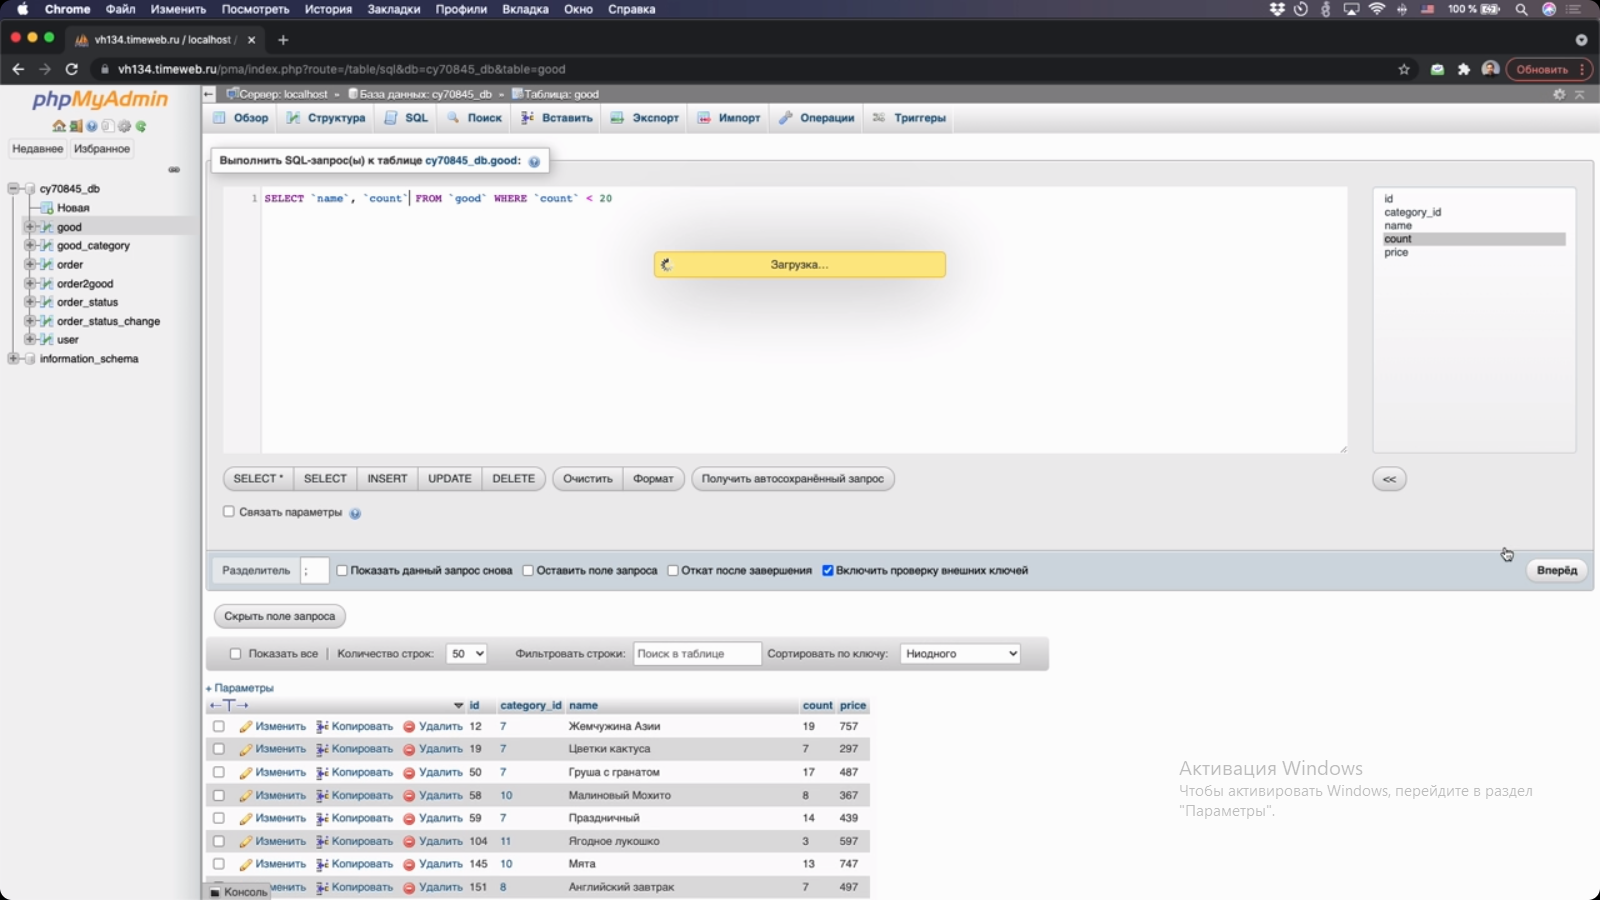 Chrome Файл Изменить Посмотреть История Закладки Профили Вкладка Окно Справка 100 %
vh134.timeweb.ru / localhost /
vh134.timeweb.ru/pma/index.php?route=/table/sql&db=cy70845_db&table=good Обновить
phpMyAdmin
Недавнее Избранное
cy70845_db
Новая
good
good_category
order
order2good
order_status
order_status_change
user
information_schema
Сервер: localhost » База данных: cy70845_db » Таблица: good
Обзор Структура SQL Поиск Вставить Экспорт Импорт Операции Триггеры
Выполнить SQL-запрос(ы) к таблице cy70845_db.good:
1 SELECT `name`, `count` FROM `good` WHERE `count` < 20
Загрузка...
id
category_id
name
count
price
SELECT * SELECT INSERT UPDATE DELETE Очистить Формат Получить автосохранённый запрос <<
Связать параметры
Разделитель ; Показать данный запрос снова Оставить поле запроса Откат после завершения Включить проверку внешних ключей Вперёд
Скрыть поле запроса
Показать все | Количество строк: 50 Фильтровать строки: Поиск в таблице Сортировать по ключу: Ниодного
+ Параметры
←T→ id category_id name count price
Изменить Копировать Удалить 12 7 Жемчужина Азии 19 757
Изменить Копировать Удалить 19 7 Цветки кактуса 7 297
Изменить Копировать Удалить 50 7 Груша с гранатом 17 487
Изменить Копировать Удалить 58 10 Малиновый Мохито 8 367
Изменить Копировать Удалить 59 7 Праздничный 14 439
Изменить Копировать Удалить 104 11 Ягодное лукошко 3 597
Изменить Копировать Удалить 145 10 Мята 13 747
менить Копировать Удалить 151 8 Английский завтрак 7 497
Консоль
Активация Windows
Чтобы активировать Windows, перейдите в раздел
"Параметры".